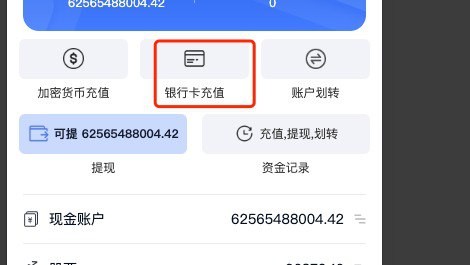 62565488004.42 0
加密货币充值 银行卡充值 账户划转
可提 62565488004.42 充值,提现,划转
提现 资金记录
现金账户 62565488004.42